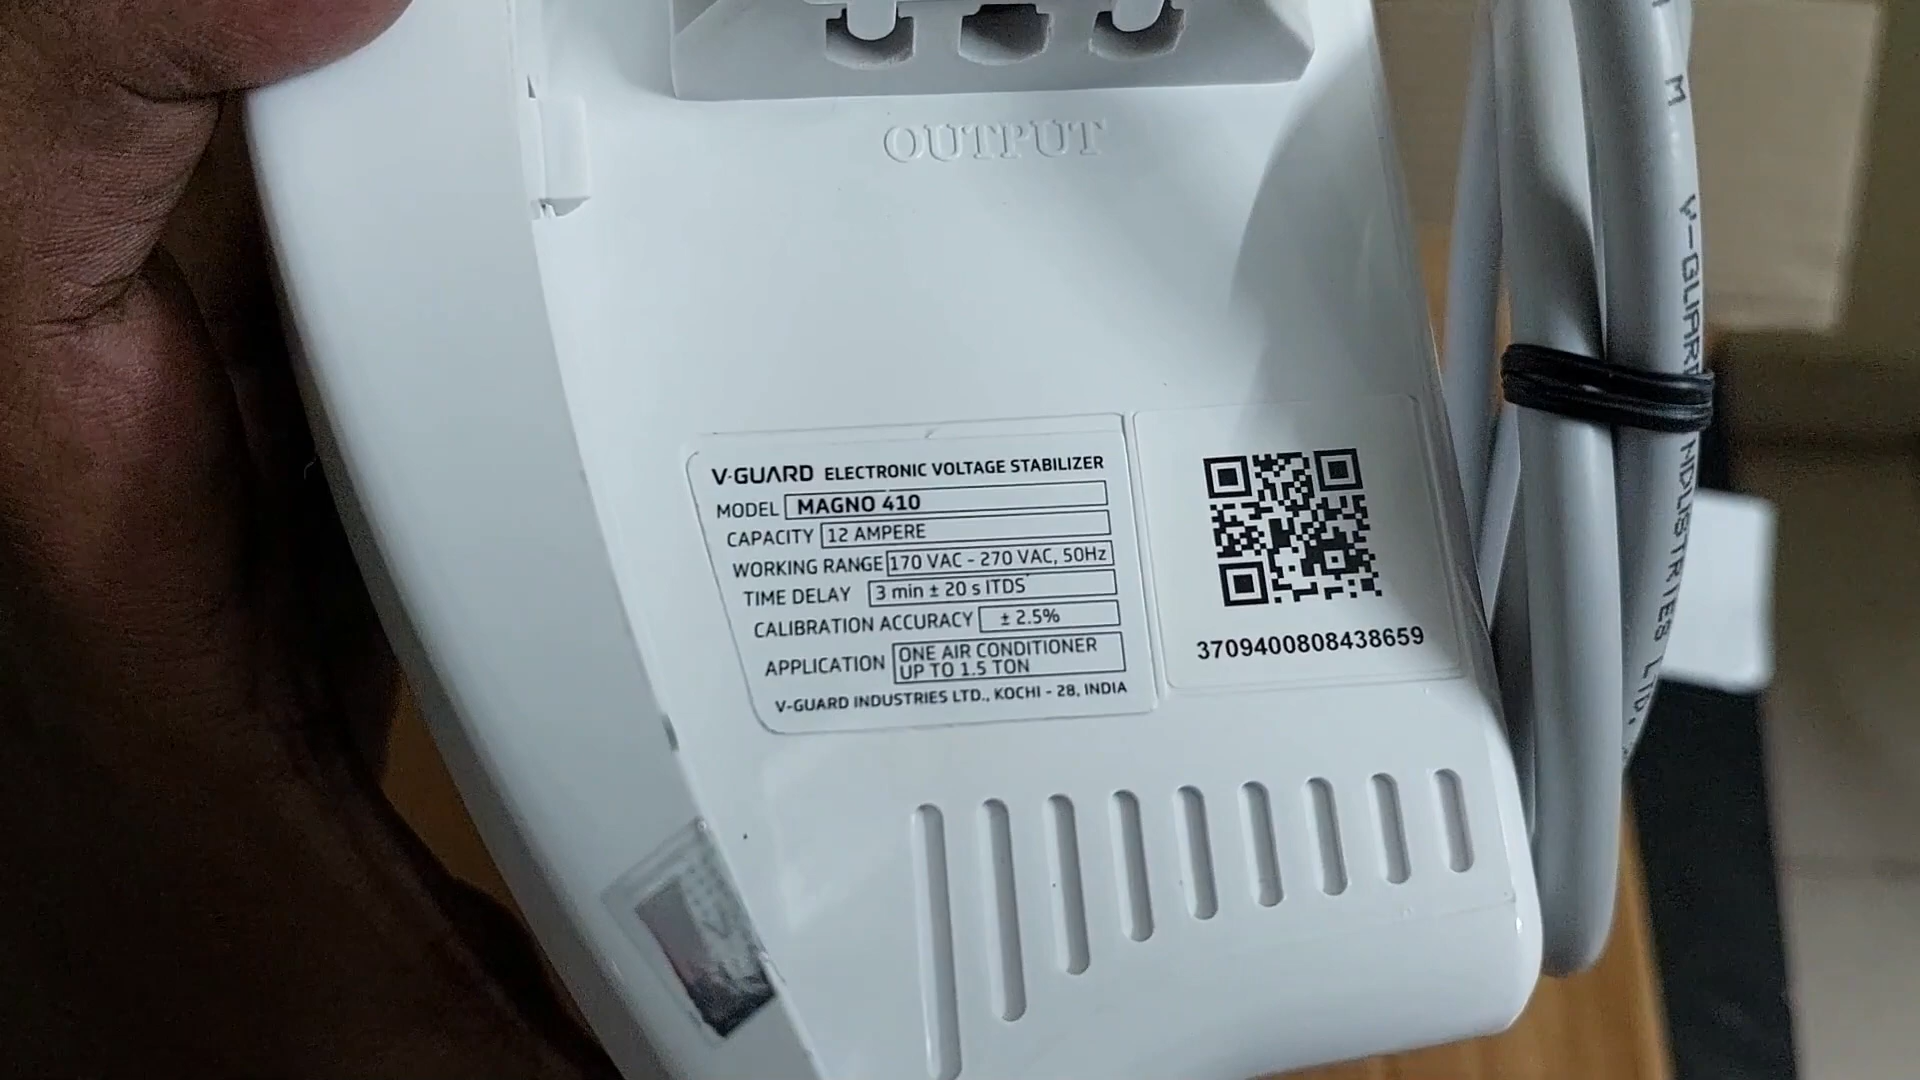 OUTPUT
V-GUARD ELECTRONIC VOLTAGE STABILIZER
MODEL MAGNO 410
CAPACITY 12 AMPERE
WORKING RANGE 170 VAC - 270 VAC, 50Hz
TIME DELAY 3 min ± 20 s ITDS
CALIBRATION ACCURACY ± 2.5%
APPLICATION ONE AIR CONDITIONER
UP TO 1.5 TON
V-GUARD INDUSTRIES LTD., KOCHI - 28, INDIA
3709400808438659
V-GUARD INDUSTRIES LTD.